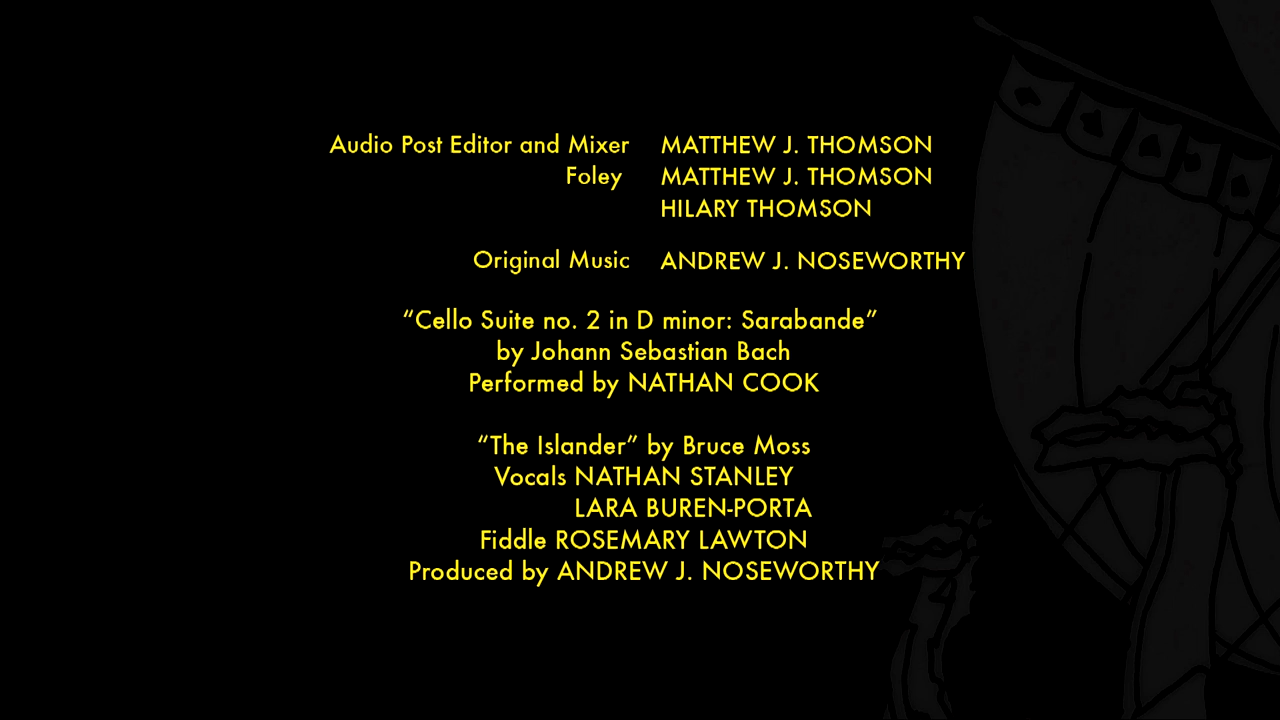 Audio Post Editor and Mixer MATTHEW J. THOMSON
Foley MATTHEW J. THOMSON
HILARY THOMSON
Original Music ANDREW J. NOSEWORTHY
“Cello Suite no. 2 in D minor: Sarabande”
by Johann Sebastian Bach
Performed by NATHAN COOK
“The Islander” by Bruce Moss
Vocals NATHAN STANLEY
LARA BUREN-PORTA
Fiddle ROSEMARY LAWTON
Produced by ANDREW J. NOSEWORTHY